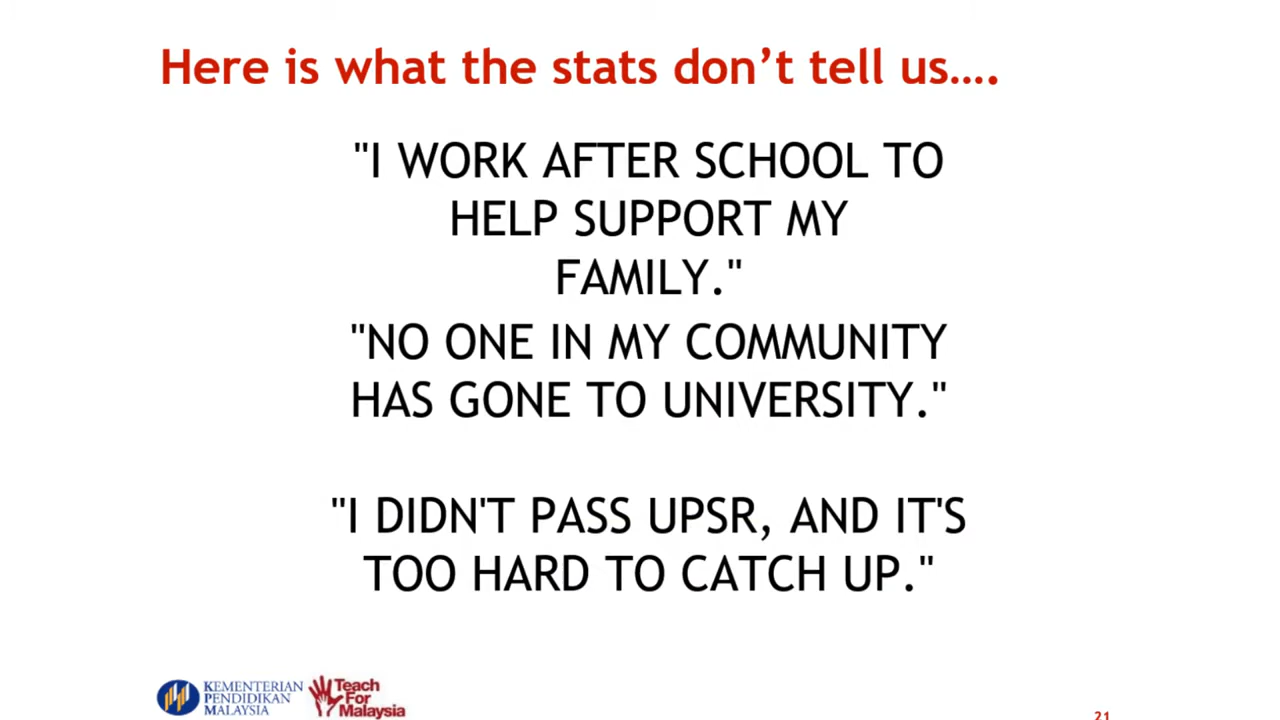 Here is what the stats don’t tell us….
"I WORK AFTER SCHOOL TO
HELP SUPPORT MY
FAMILY."
"NO ONE IN MY COMMUNITY
HAS GONE TO UNIVERSITY."
"I DIDN'T PASS UPSR, AND IT'S
TOO HARD TO CATCH UP."
KEMENTERIAN
PENDIDIKAN
MALAYSIA
Teach
For
Malaysia
21